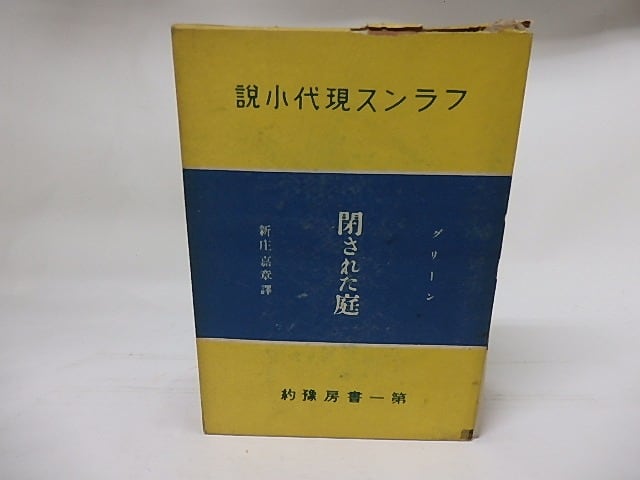 フランス現代小說
グリーン
閉された庭
新庄嘉章譯
第一書房豫約